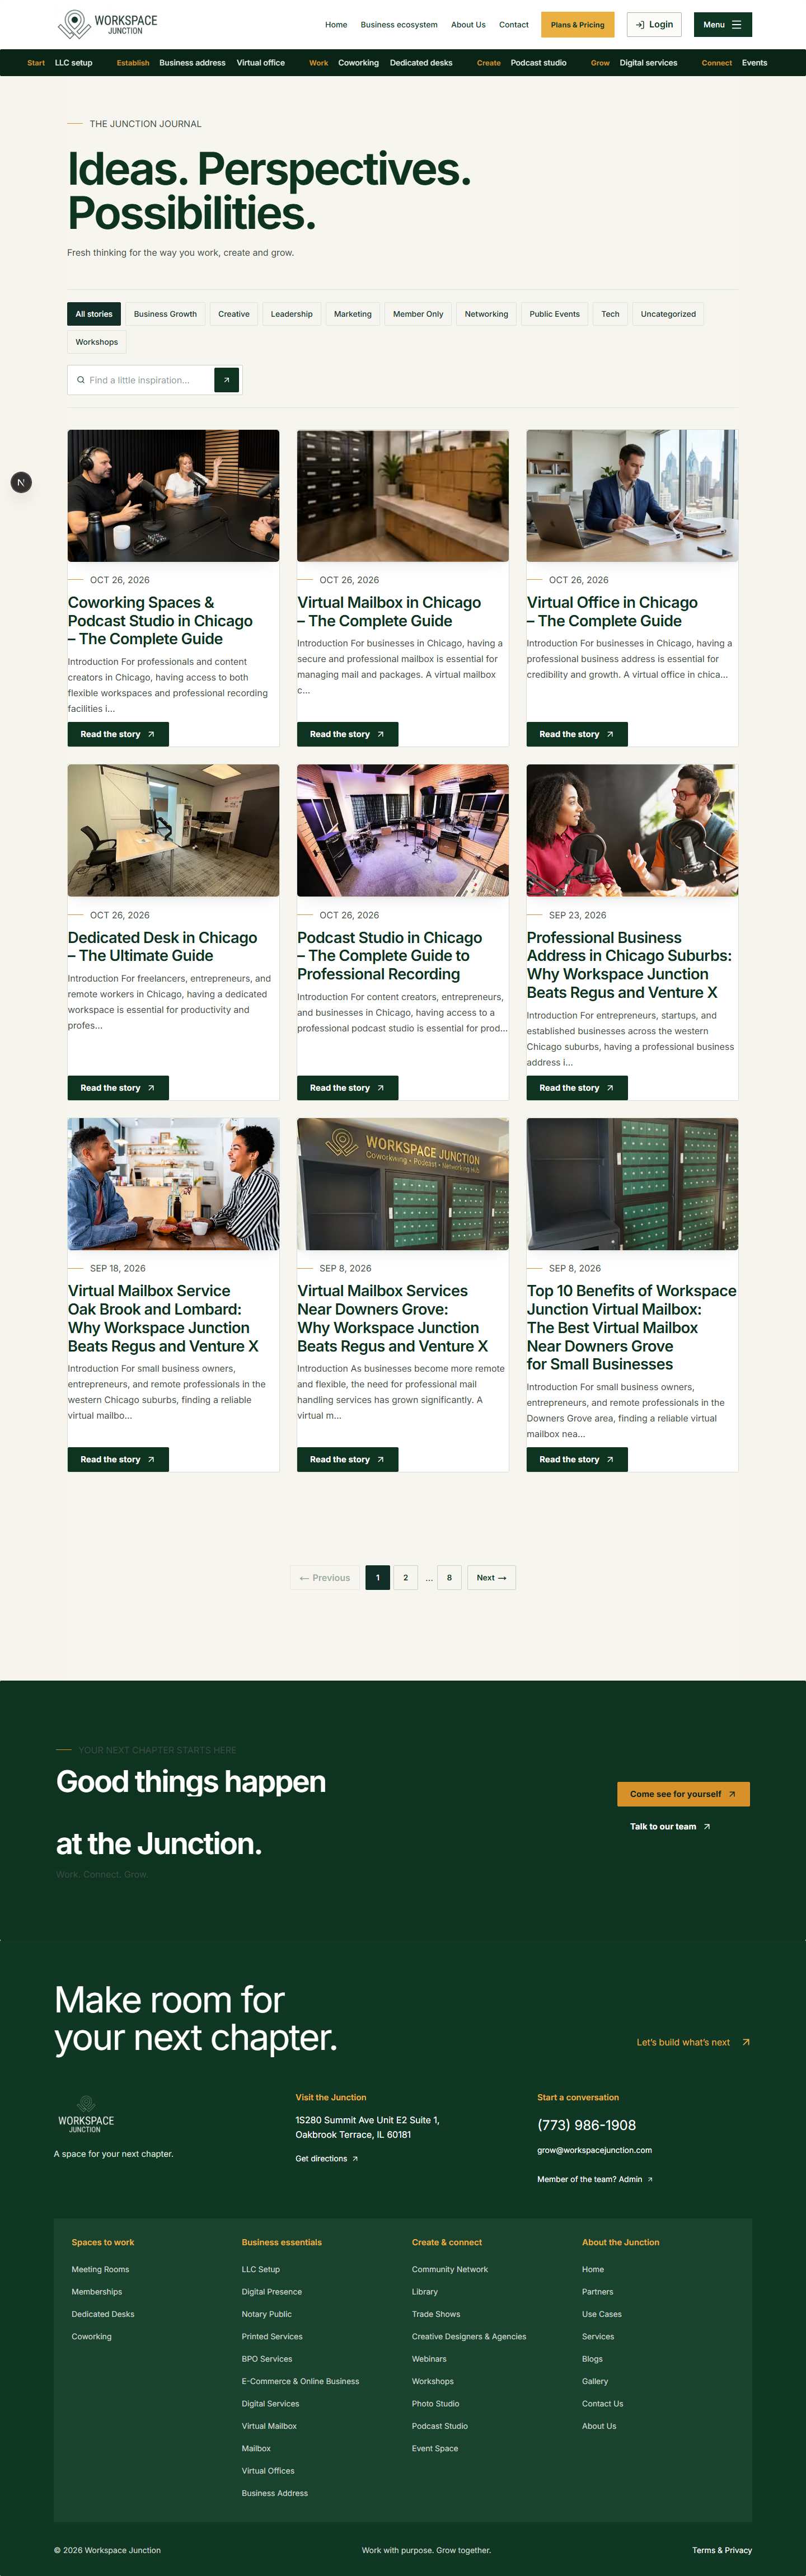 WORKSPACE
JUNCTION
Home Business ecosystem About Us Contact Plans & Pricing Login Menu
Start LLC setup Establish Business address Virtual office Work Coworking Dedicated desks Create Podcast studio Grow Digital services Connect Events
THE JUNCTION JOURNAL
Ideas. Perspectives.
Possibilities.
Fresh thinking for the way you work, create and grow.
All stories Business Growth Creative Leadership Marketing Member Only Networking Public Events Tech Uncategorized
Workshops
Find a little inspiration...
N
OCT 26, 2026
Coworking Spaces &
Podcast Studio in Chicago
– The Complete Guide
Introduction For professionals and content
creators in Chicago, having access to both
flexible workspaces and professional recording
facilities i...
Read the story
OCT 26, 2026
Virtual Mailbox in Chicago
– The Complete Guide
Introduction For businesses in Chicago, having a
secure and professional mailbox is essential for
managing mail and packages. A virtual mailbox
c...
Read the story
OCT 26, 2026
Virtual Office in Chicago
– The Complete Guide
Introduction For businesses in Chicago, having a
professional business address is essential for
credibility and growth. A virtual office in chica...
Read the story
OCT 26, 2026
Dedicated Desk in Chicago
– The Ultimate Guide
Introduction For freelancers, entrepreneurs, and
remote workers in Chicago, having a dedicated
workspace is essential for productivity and
profes...
Read the story
OCT 26, 2026
Podcast Studio in Chicago
– The Complete Guide to
Professional Recording
Introduction For content creators, entrepreneurs,
and businesses in Chicago, having access to a
professional podcast studio is essential for prod...
Read the story
SEP 23, 2026
Professional Business
Address in Chicago Suburbs:
Why Workspace Junction
Beats Regus and Venture X
Introduction For entrepreneurs, startups, and
established businesses across the western
Chicago suburbs, having a professional business
address i...
Read the story
SEP 18, 2026
Virtual Mailbox Service
Oak Brook and Lombard:
Why Workspace Junction
Beats Regus and Venture X
Introduction For small business owners,
entrepreneurs, and remote professionals in the
western Chicago suburbs, finding a reliable
virtual mailbo...
Read the story
WORKSPACE JUNCTION
Coworking • Podcast • Networking Hub
SEP 8, 2026
Virtual Mailbox Services
Near Downers Grove:
Why Workspace Junction
Beats Regus and Venture X
Introduction As businesses become more remote
and flexible, the need for professional mail
handling services has grown significantly. A
virtual m...
Read the story
SEP 8, 2026
Top 10 Benefits of Workspace
Junction Virtual Mailbox:
The Best Virtual Mailbox
Near Downers Grove
for Small Businesses
Introduction For small business owners,
entrepreneurs, and remote professionals in the
Downers Grove area, finding a reliable virtual
mailbox nea...
Read the story
← Previous 1 2 ... 8 Next →
YOUR NEXT CHAPTER STARTS HERE
Good things happen
at the Junction.
Work. Connect. Grow.
Come see for yourself
Talk to our team
Make room for
your next chapter.
Let's build what's next
WORKSPACE
JUNCTION
A space for your next chapter.
Visit the Junction
1S280 Summit Ave Unit E2 Suite 1,
Oakbrook Terrace, IL 60181
Get directions
Start a conversation
(773) 986-1908
grow@workspacejunction.com
Member of the team? Admin
Spaces to work
Meeting Rooms
Memberships
Dedicated Desks
Coworking
Business essentials
LLC Setup
Digital Presence
Notary Public
Printed Services
BPO Services
E-Commerce & Online Business
Digital Services
Virtual Mailbox
Mailbox
Virtual Offices
Business Address
Create & connect
Community Network
Library
Trade Shows
Creative Designers & Agencies
Webinars
Workshops
Photo Studio
Podcast Studio
Event Space
About the Junction
Home
Partners
Use Cases
Services
Blogs
Gallery
Contact Us
About Us
© 2026 Workspace Junction
Work with purpose. Grow together.
Terms & Privacy